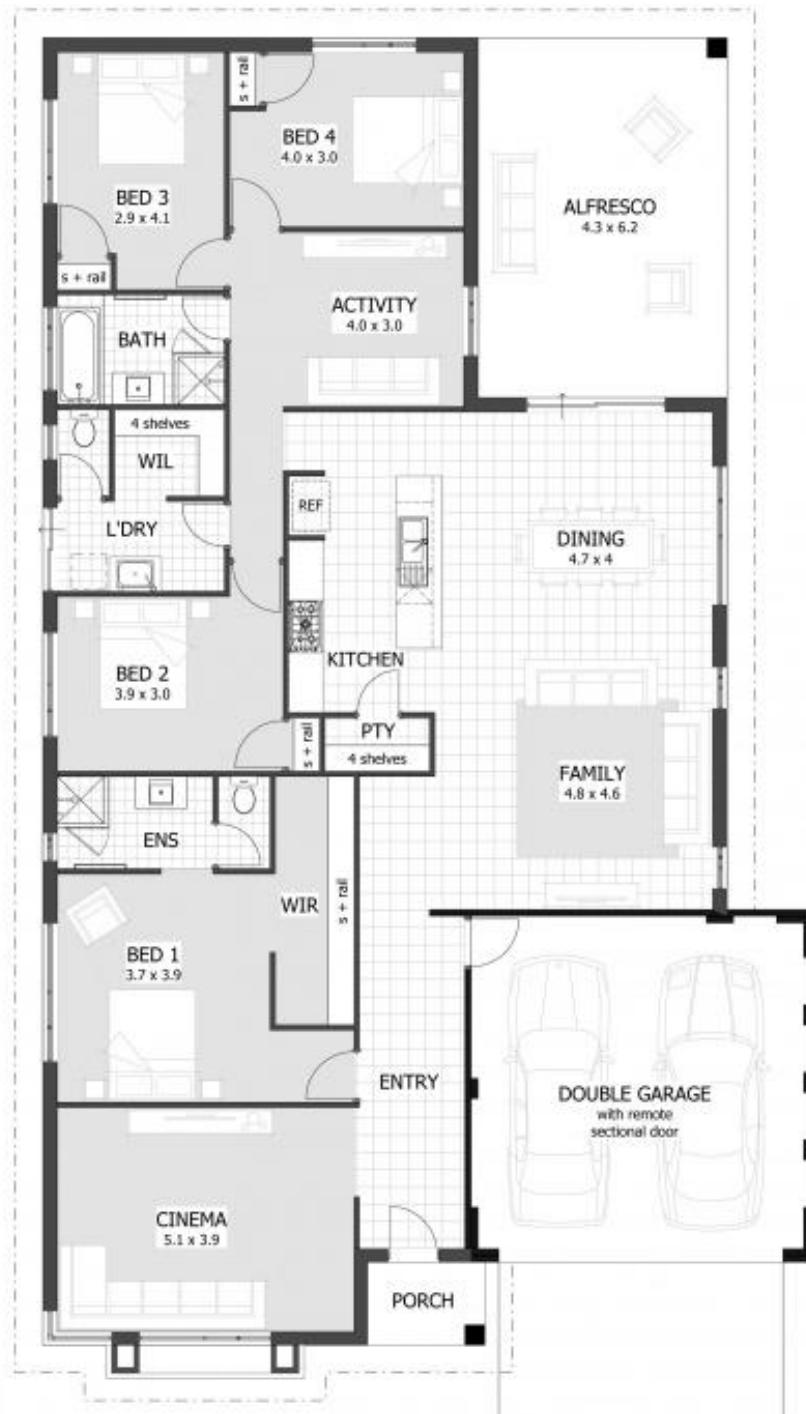 s + rail
BED 4
4.0 x 3.0
BED 3
2.9 x 4.1
ALFRESCO
4.3 x 6.2
s + rail
ACTIVITY
4.0 x 3.0
BATH
4 shelves
WIL
REF
L'DRY
DINING
4.7 x 4
KITCHEN
BED 2
3.9 x 3.0
s + rail
PTY
4 shelves
FAMILY
4.8 x 4.6
ENS
WIR
s + rail
BED 1
3.7 x 3.9
ENTRY
DOUBLE GARAGE
with remote
sectional door
CINEMA
5.1 x 3.9
PORCH